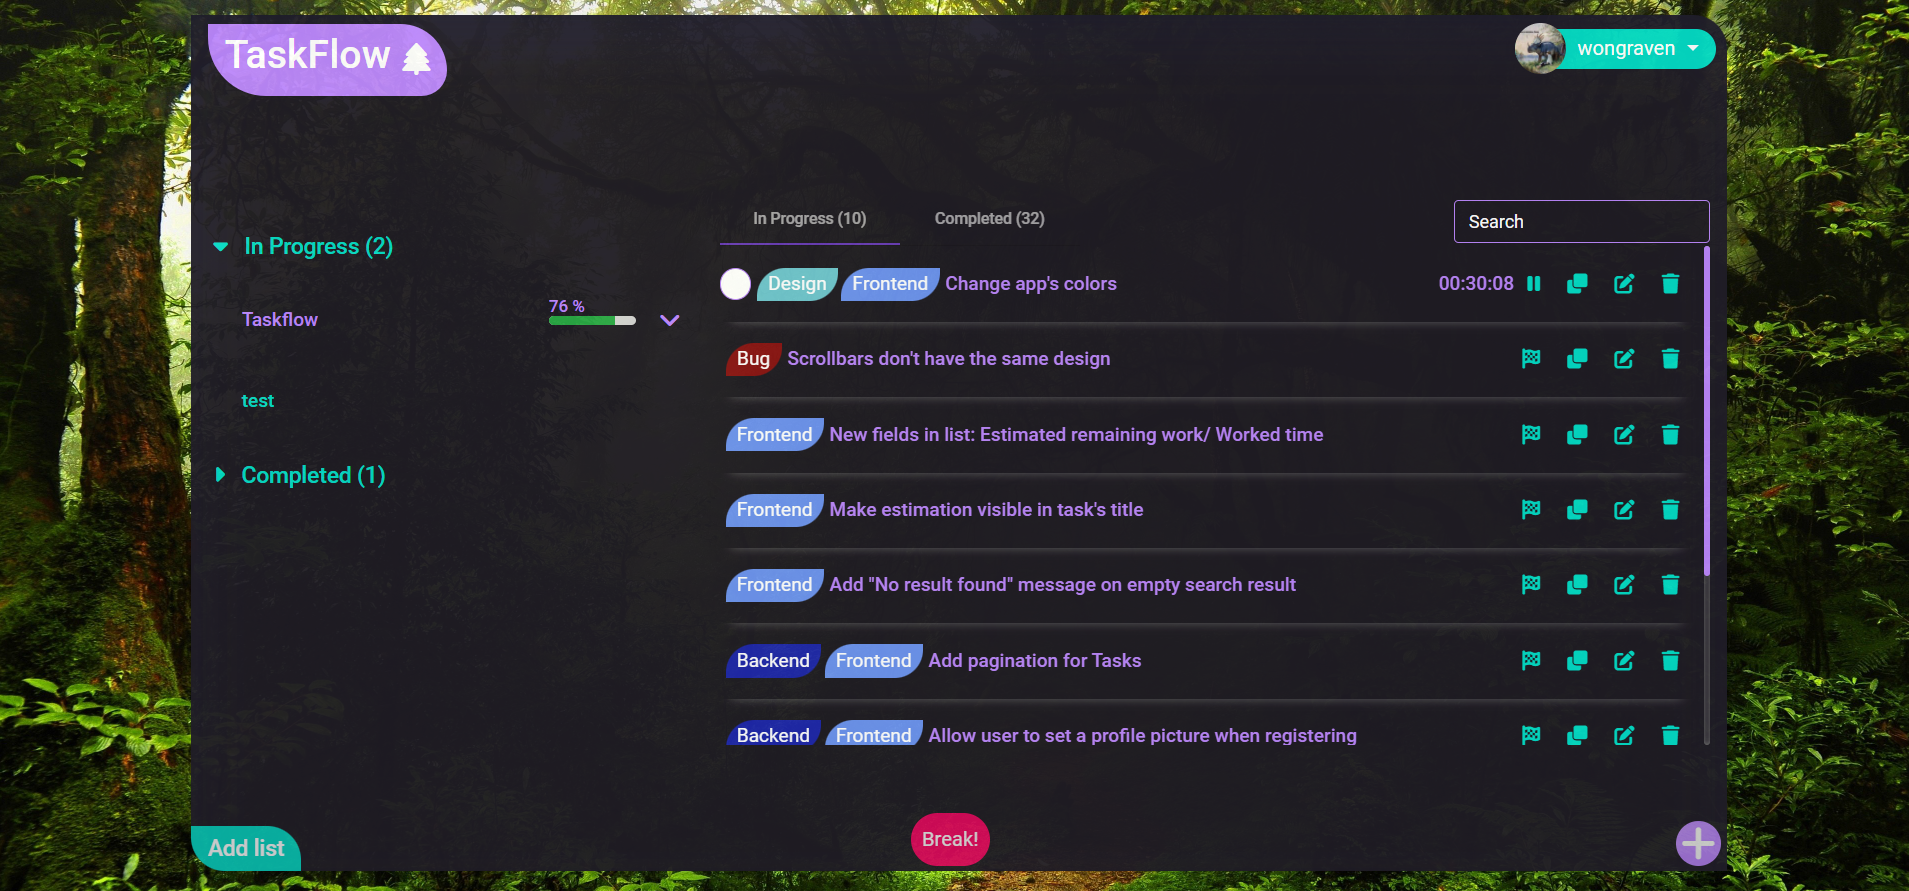 TaskFlow
wongraven
In Progress (10)
Completed (32)
Search
In Progress (2)
Taskflow
76 %
test
Completed (1)
Design Frontend Change app's colors
00:30:08
Bug Scrollbars don't have the same design
Frontend New fields in list: Estimated remaining work/ Worked time
Frontend Make estimation visible in task's title
Frontend Add "No result found" message on empty search result
Backend Frontend Add pagination for Tasks
Backend Frontend Allow user to set a profile picture when registering
Add list
Break!